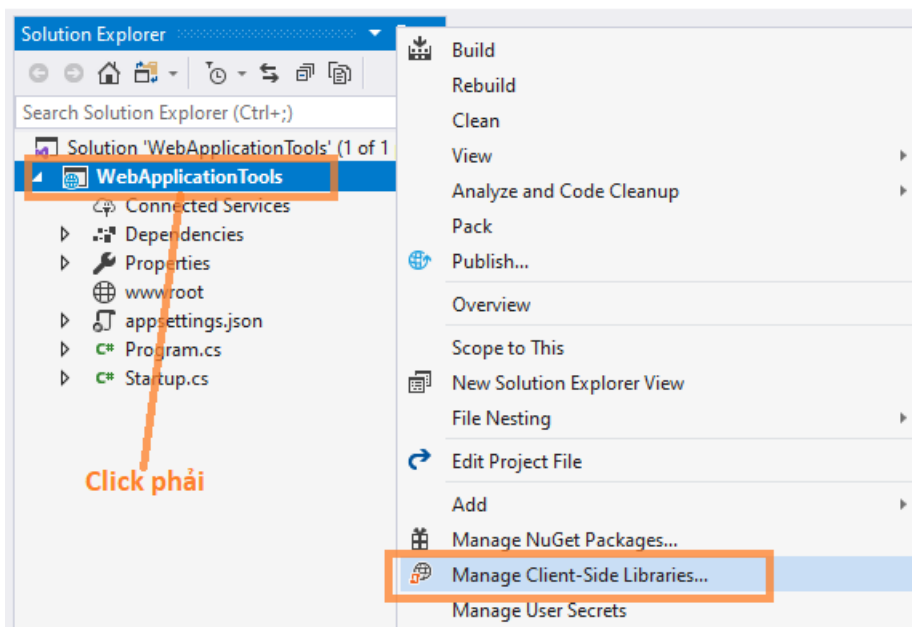 Solution Explorer
Search Solution Explorer (Ctrl+;)
Solution 'WebApplicationTools' (1 of 1
WebApplicationTools
Connected Services
Dependencies
Properties
wwwroot
appsettings.json
C# Program.cs
C# Startup.cs
Click phải
Build
Rebuild
Clean
View
Analyze and Code Cleanup
Pack
Publish...
Overview
Scope to This
New Solution Explorer View
File Nesting
Edit Project File
Add
Manage NuGet Packages...
Manage Client-Side Libraries...
Manage User Secrets